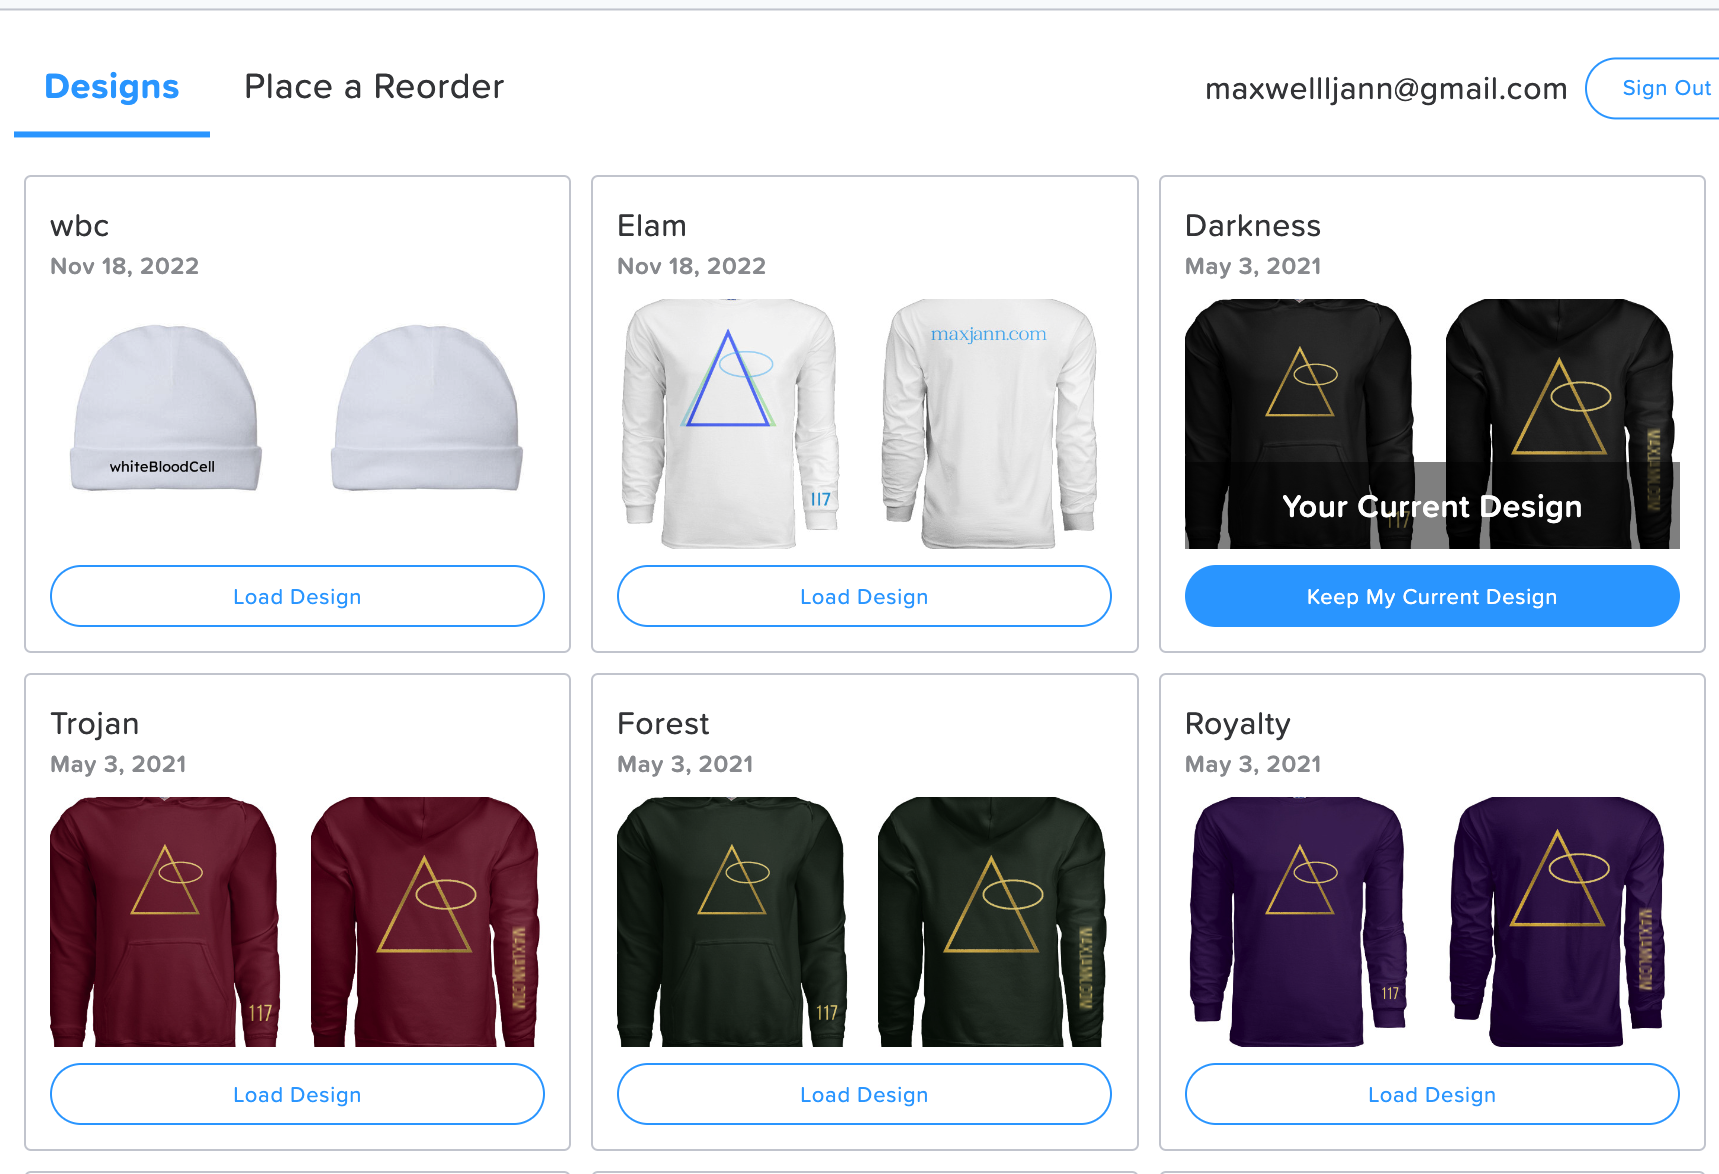 Designs
Place a Reorder
maxwellljann@gmail.com
Sign Out
wbc
Nov 18, 2022
whiteBloodCell
Load Design
Elam
Nov 18, 2022
maxjann.com
117
Load Design
Darkness
May 3, 2021
MAXJANN.COM
117
Your Current Design
Keep My Current Design
Trojan
May 3, 2021
117
MAXJANN.COM
Load Design
Forest
May 3, 2021
117
MAXJANN.COM
Load Design
Royalty
May 3, 2021
117
MAXJANN.COM
Load Design